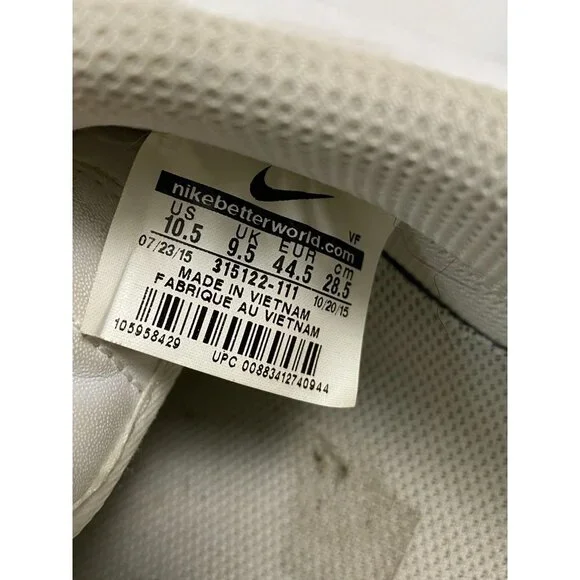 nikebetterworld.com
VF
US UK EUR cm
10.5 9.5 44.5 28.5
07/23/15 315122-111 10/20/15
MADE IN VIETNAM
FABRIQUE AU VIETNAM
105958429
UPC 00883412740944